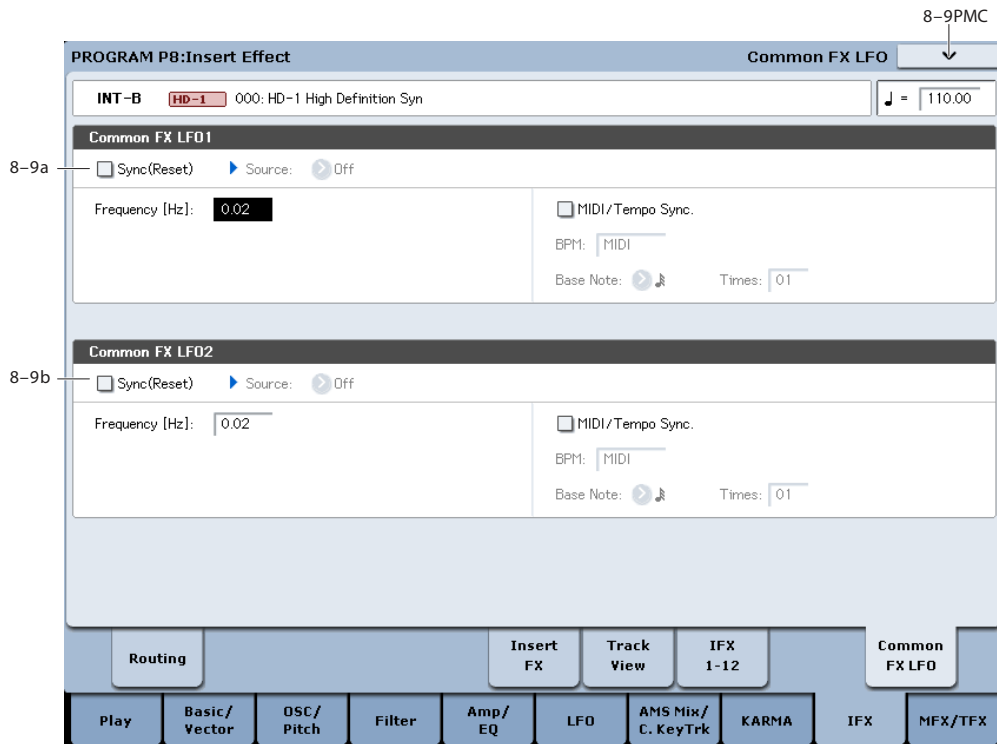 8–9PMC
PROGRAM P8:Insert Effect Common FX LFO
INT-B HD-1 000: HD-1 High Definition Syn ♩ = 110.00
Common FX LFO1
8–9a Sync(Reset) Source: Off
Frequency [Hz]: 0.02 MIDI/Tempo Sync.
BPM: MIDI
Base Note: Times: 01
Common FX LFO2
8–9b Sync(Reset) Source: Off
Frequency [Hz]: 0.02 MIDI/Tempo Sync.
BPM: MIDI
Base Note: Times: 01
Routing
Insert
FX
Track
View
IFX
1-12
Common
FX LFO
Play
Basic/
Vector
OSC/
Pitch
Filter
Amp/
EQ
LFO
AMS Mix/
C. KeyTrk
KARMA
IFX
MFX/TFX